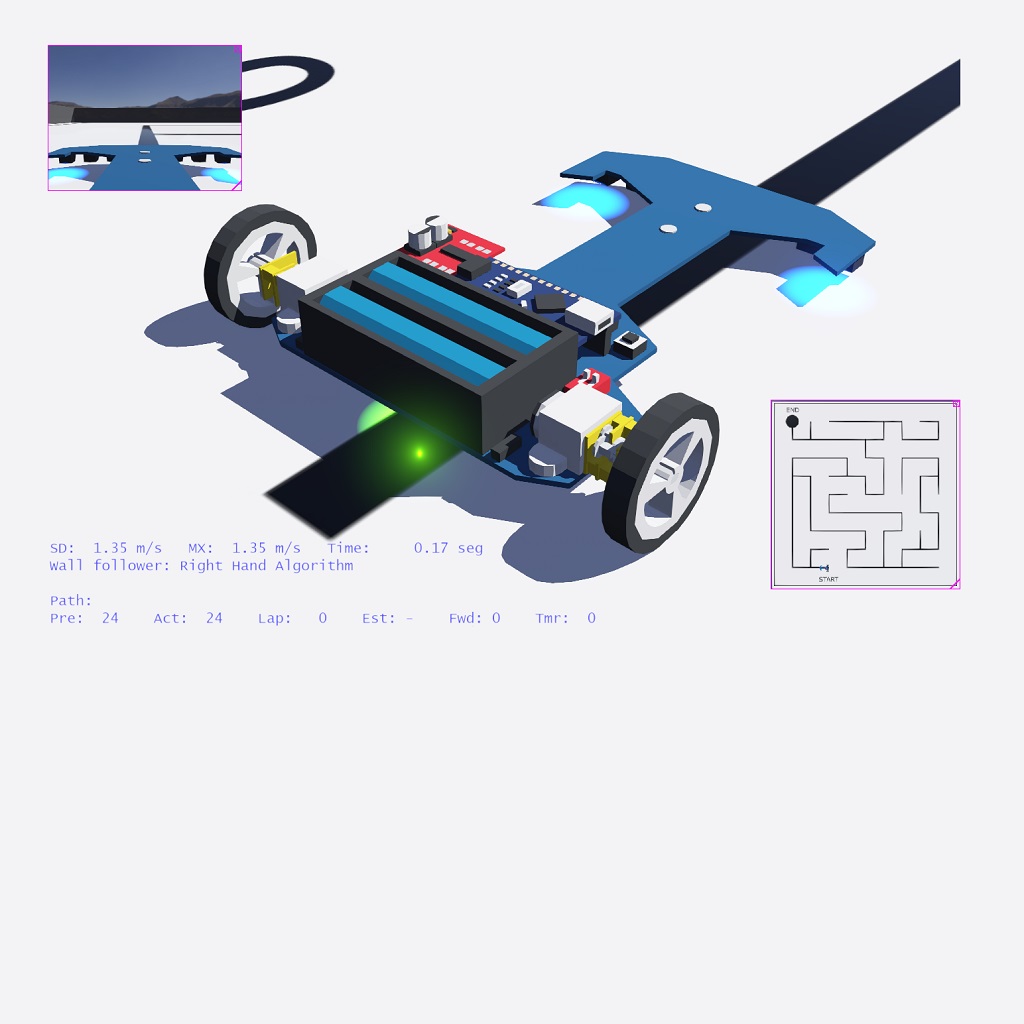 END
SD:  1.35 m/s   MX:  1.35 m/s   Time:     0.17 seg
Wall follower: Right Hand Algorithm
START
Path:
Pre:  24    Act:  24    Lap:   0    Est: -    Fwd: 0    Tmr:  0